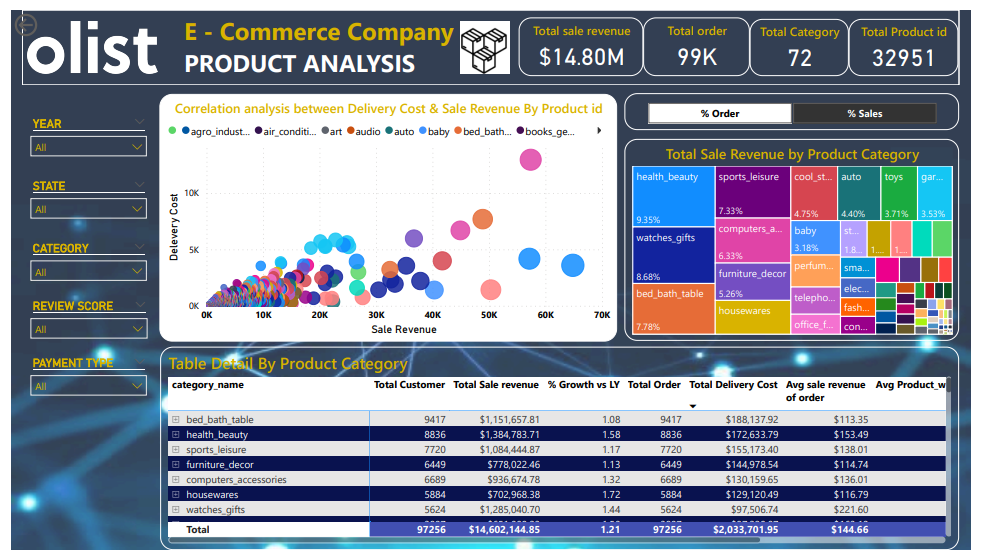 olist
E - Commerce Company
PRODUCT ANALYSIS
Total sale revenue
$14.80M
Total order
99K
Total Category
72
Total Product id
32951
YEAR
All
STATE
All
CATEGORY
All
REVIEW SCORE
All
PAYMENT TYPE
All
Correlation analysis between Delivery Cost & Sale Revenue By Product id
agro_indust... air_conditi... art audio auto baby bed_bath... books_ge...
Delevery Cost
10K
5K
0K
0K 10K 20K 30K 40K 50K 60K 70K
Sale Revenue
% Order % Sales
Total Sale Revenue by Product Category
health_beauty
9.35%
watches_gifts
8.68%
bed_bath_table
7.78%
sports_leisure
7.33%
computers_a...
6.33%
furniture_decor
5.26%
housewares
cool_st...
4.75%
baby
3.18%
perfum...
telepho...
office_f...
auto
4.40%
toys
3.71%
gar...
3.53%
st...
1.8...
1....
1...
sma...
elec...
fash...
con...
Table Detail By Product Category
category_name Total Customer Total Sale revenue % Growth vs LY Total Order Total Delivery Cost Avg sale revenue of order Avg Product_w
bed_bath_table 9417 $1,151,657.81 1.08 9417 $188,137.92 $113.35
health_beauty 8836 $1,384,783.71 1.58 8836 $172,633.79 $153.49
sports_leisure 7720 $1,084,444.87 1.17 7720 $155,173.40 $138.01
furniture_decor 6449 $778,022.46 1.13 6449 $144,978.54 $114.74
computers_accessories 6689 $936,674.78 1.32 6689 $130,159.65 $136.01
housewares 5884 $702,968.38 1.72 5884 $129,120.49 $116.79
watches_gifts 5624 $1,285,040.70 1.44 5624 $97,506.74 $221.60
Total 97256 $14,602,144.85 1.21 97256 $2,033,701.95 $144.66